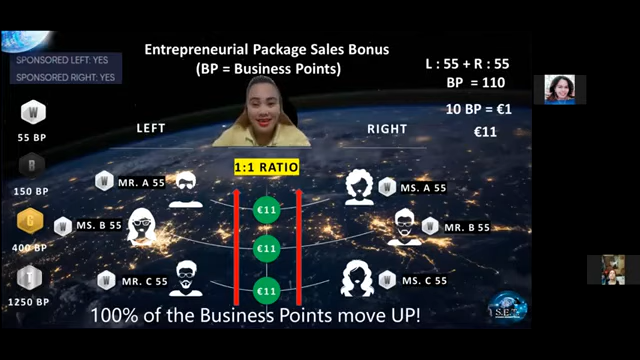 Entrepreneurial Package Sales Bonus
(BP = Business Points)
SPONSORED LEFT: YES
SPONSORED RIGHT: YES
L : 55 + R : 55
BP = 110
10 BP = €1
€11
W
55 BP
B
150 BP
G
400 BP
1250 BP
LEFT
RIGHT
1:1 RATIO
W MR. A 55
W MS. A 55
€11
W MS. B 55
W MR. B 55
€11
W MR. C 55
W MS. C 55
€11
100% of the Business Points move UP!